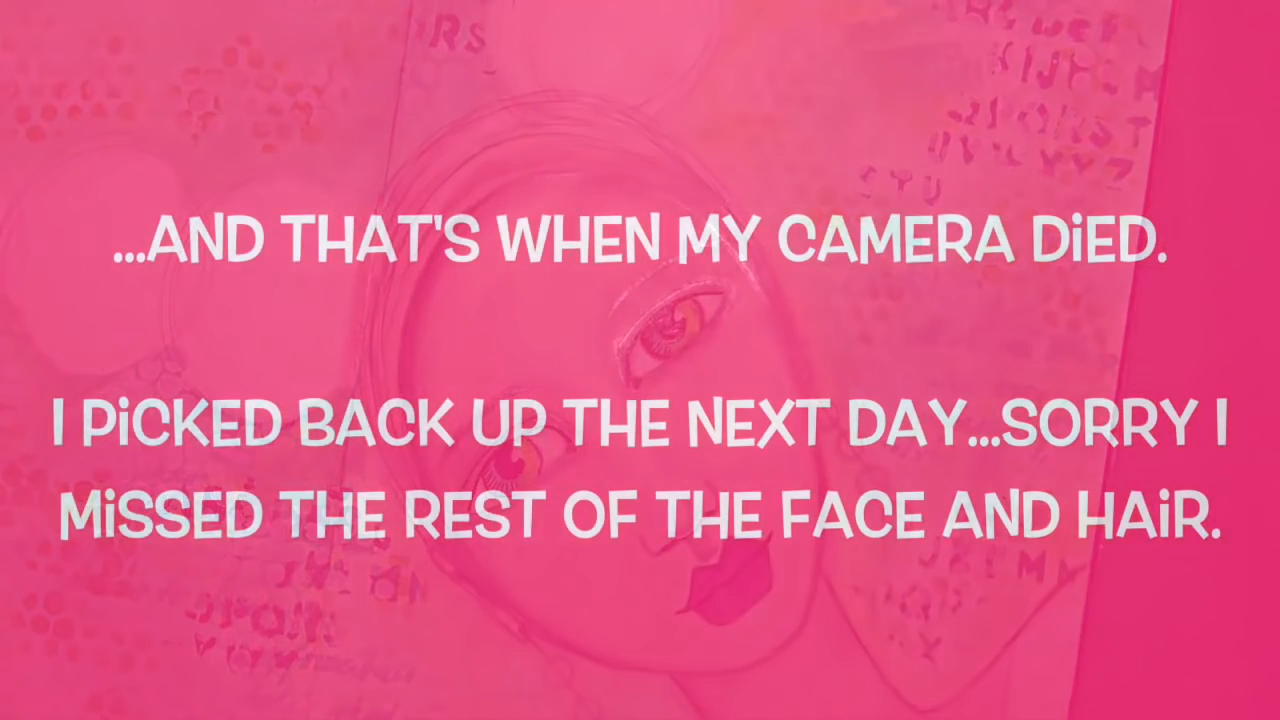 RS
...AND THAT'S WHEN MY CAMERA DiED.
I PiCKED BACK UP THE NEXT DAY...SORRY I
MiSSED THE REST OF THE FACE AND HAiR.